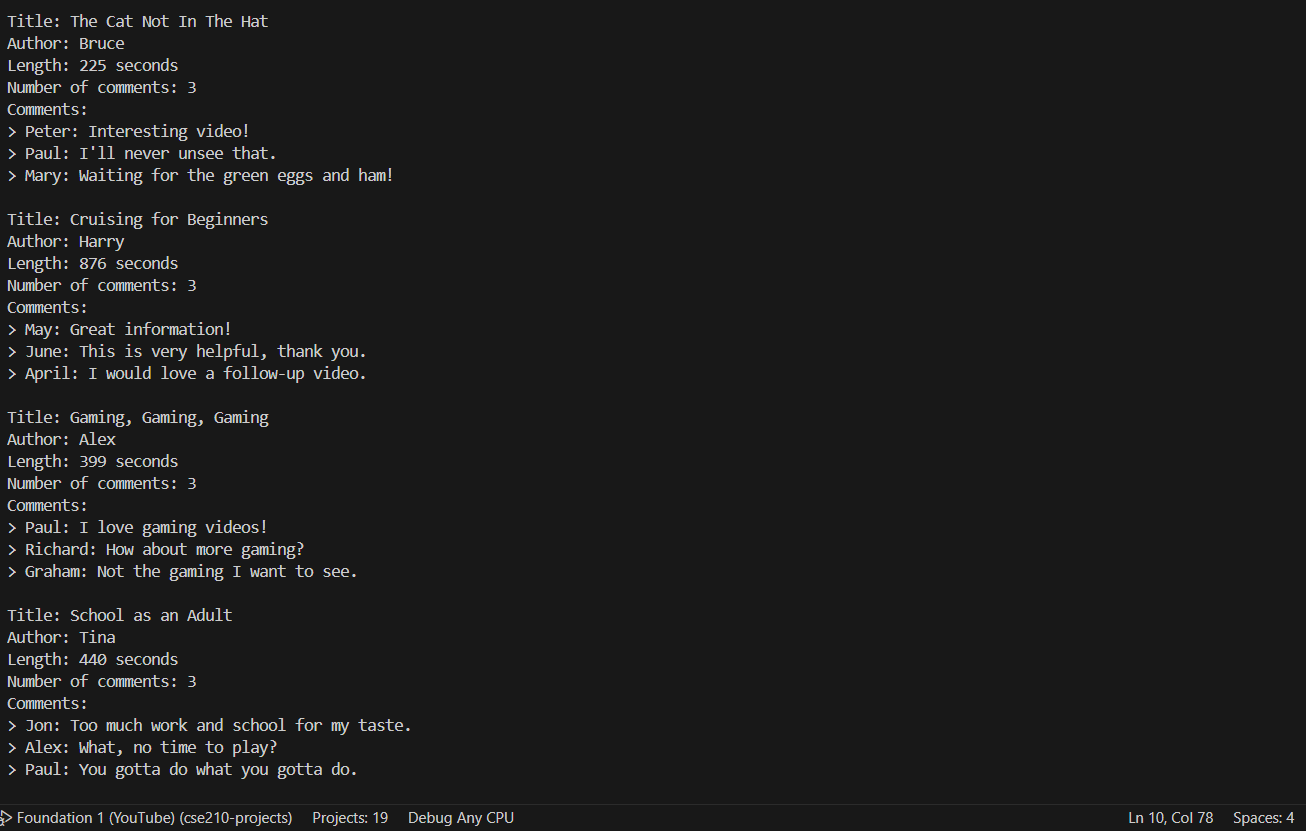 Title: The Cat Not In The Hat
Author: Bruce
Length: 225 seconds
Number of comments: 3
Comments:
> Peter: Interesting video!
> Paul: I'll never unsee that.
> Mary: Waiting for the green eggs and ham!

Title: Cruising for Beginners
Author: Harry
Length: 876 seconds
Number of comments: 3
Comments:
> May: Great information!
> June: This is very helpful, thank you.
> April: I would love a follow-up video.

Title: Gaming, Gaming, Gaming
Author: Alex
Length: 399 seconds
Number of comments: 3
Comments:
> Paul: I love gaming videos!
> Richard: How about more gaming?
> Graham: Not the gaming I want to see.

Title: School as an Adult
Author: Tina
Length: 440 seconds
Number of comments: 3
Comments:
> Jon: Too much work and school for my taste.
> Alex: What, no time to play?
> Paul: You gotta do what you gotta do.

Foundation 1 (YouTube) (cse210-projects) Projects: 19 Debug Any CPU Ln 10, Col 78 Spaces: 4